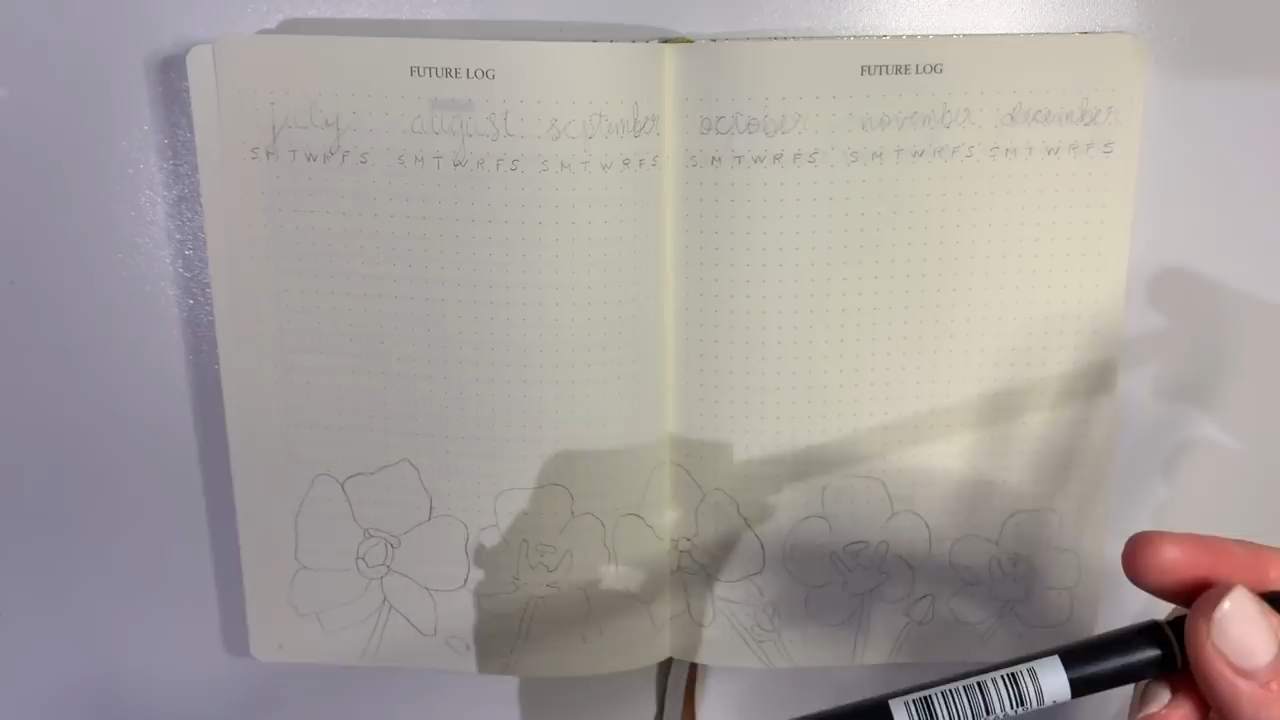 FUTURE LOG
july august september
S M T W R F S S M T W R F S S M T W R F S
FUTURE LOG
october november december
S M T W R F S S M T W R F S S M T W R F S